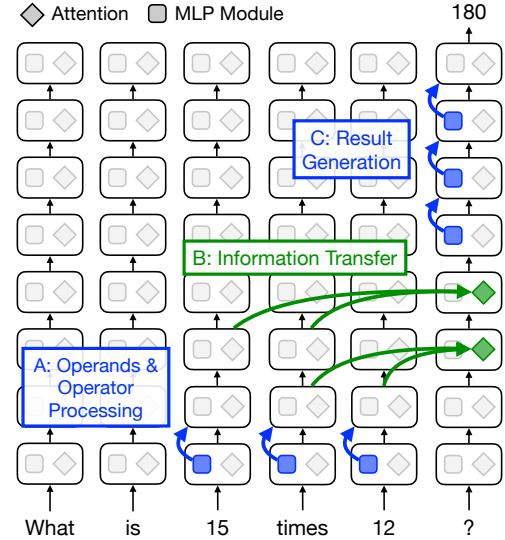 Attention MLP Module
180
C: Result
Generation
B: Information Transfer
A: Operands &
Operator
Processing
What is 15 times 12 ?